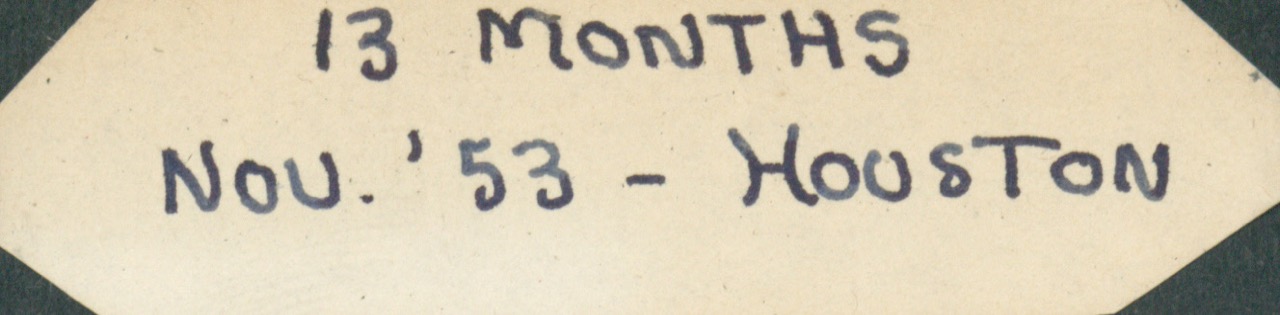 13 MONTHS
NOV. '53 - HOUSTON